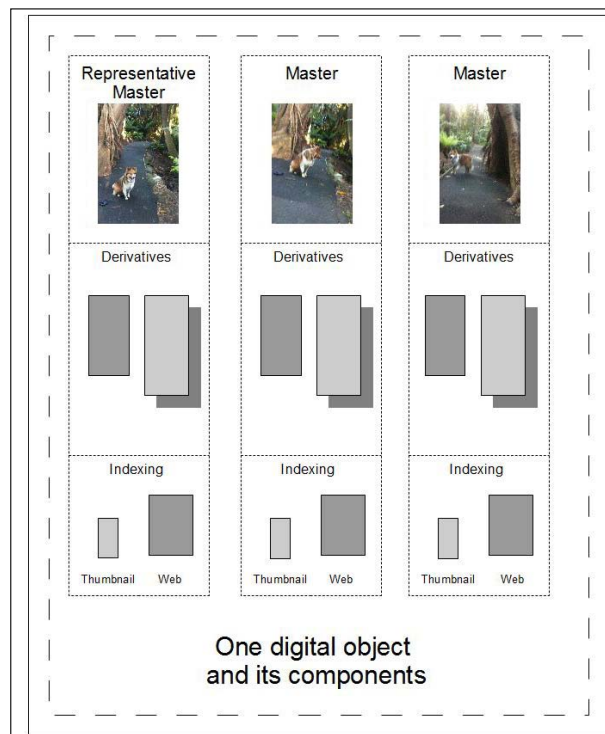 Representative
Master
Master
Master
Derivatives
Derivatives
Derivatives
Indexing
Indexing
Indexing
Thumbnail
Web
Thumbnail
Web
Thumbnail
Web
One digital object
and its components